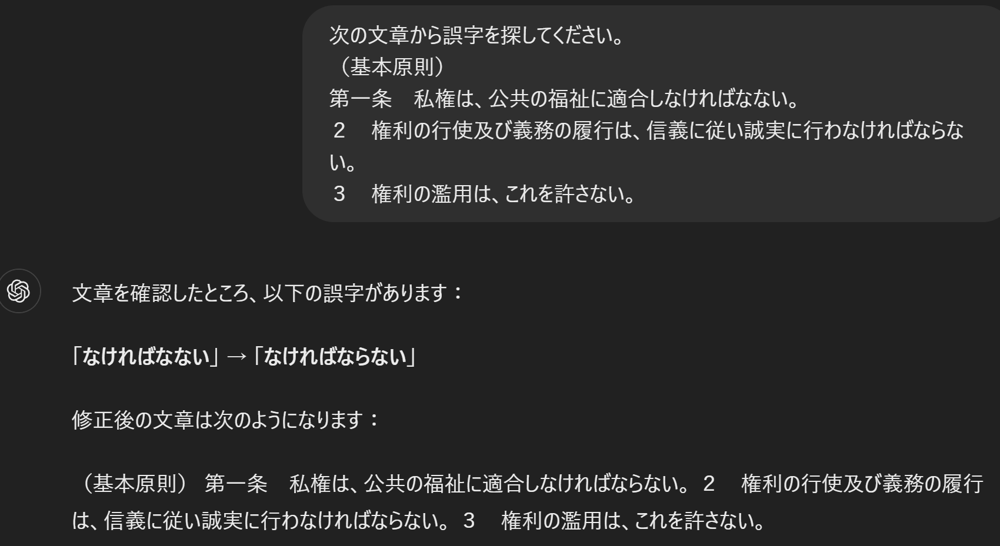 次の文章から誤字を探してください。
（基本原則）
第一条　私権は、公共の福祉に適合しなければなない。
２　権利の行使及び義務の履行は、信義に従い誠実に行わなければならな
い。
３　権利の濫用は、これを許さない。
文章を確認したところ、以下の誤字があります：
「なければなない」→「なければならない」
修正後の文章は次のようになります：
（基本原則） 第一条　私権は、公共の福祉に適合しなければならない。 ２　権利の行使及び義務の履行
は、信義に従い誠実に行わなければならない。 ３　権利の濫用は、これを許さない。